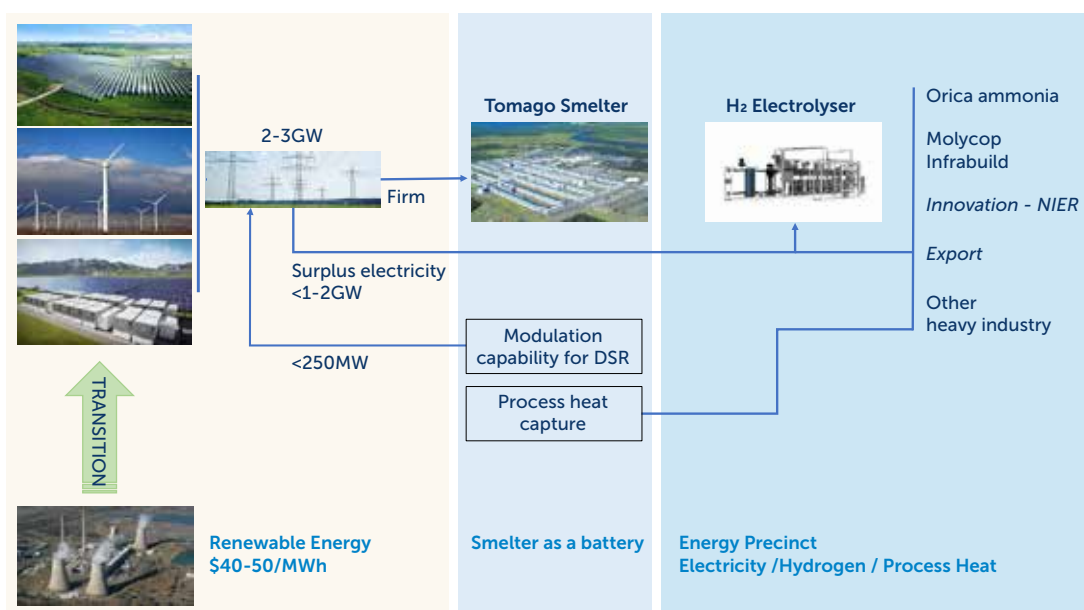 2-3GW
Firm
Surplus electricity
<1-2GW
<250MW
TRANSITION
Renewable Energy
$40-50/MWh
Tomago Smelter
Modulation
capability for DSR
Process heat
capture
Smelter as a battery
H₂ Electrolyser
Orica ammonia
Molycop
Infrabuild
Innovation - NIER
Export
Other
heavy industry
Energy Precinct
Electricity /Hydrogen / Process Heat